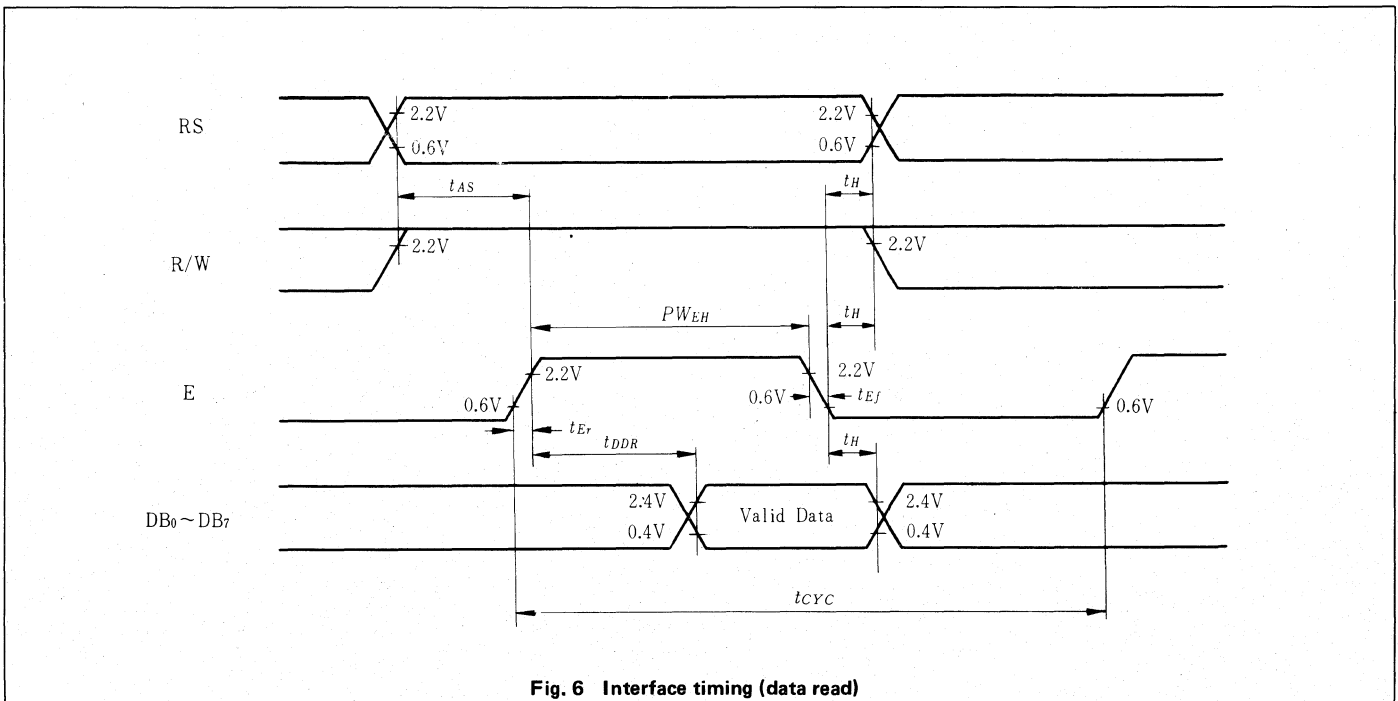 RS
2.2V
0.6V
2.2V
0.6V
tAS
tH
R/W
2.2V
2.2V
PWEH
tH
E
2.2V
0.6V
2.2V
0.6V
tEf
0.6V
tEr
tDDR
tH
DB0~DB7
2.4V
0.4V
Valid Data
2.4V
0.4V
tCYC
Fig. 6 Interface timing (data read)